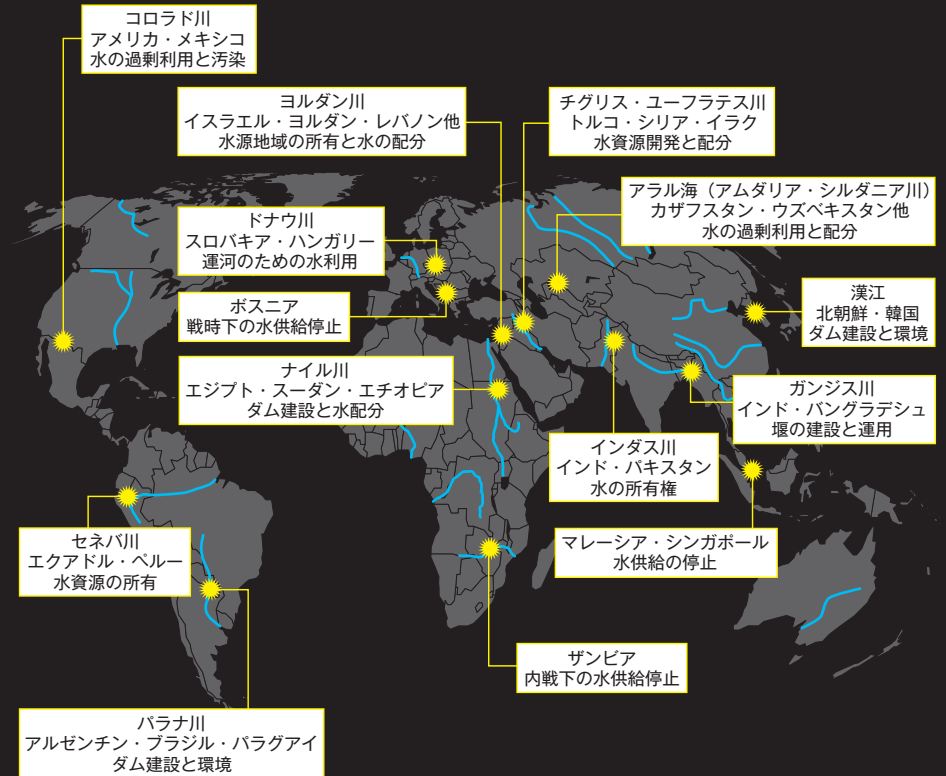 コロラド川
アメリカ・メキシコ
水の過剰利用と汚染
ヨルダン川
イスラエル・ヨルダン・レバノン他
水源地域の所有と水の配分
チグリス・ユーフラテス川
トルコ・シリア・イラク
水資源開発と配分
アラル海（アムダリア・シルダニア川）
カザフスタン・ウズベキスタン他
水の過剰利用と配分
ドナウ川
スロバキア・ハンガリー
運河のための水利用
ボスニア
戦時下の水供給停止
漢江
北朝鮮・韓国
ダム建設と環境
ナイル川
エジプト・スーダン・エチオピア
ダム建設と水配分
ガンジス川
インド・バングラデシュ
堰の建設と運用
インダス川
インド・パキスタン
水の所有権
セネバ川
エクアドル・ペルー
水資源の所有
マレーシア・シンガポール
水供給の停止
ザンビア
内戦下の水供給停止
パラナ川
アルゼンチン・ブラジル・パラグアイ
ダム建設と環境